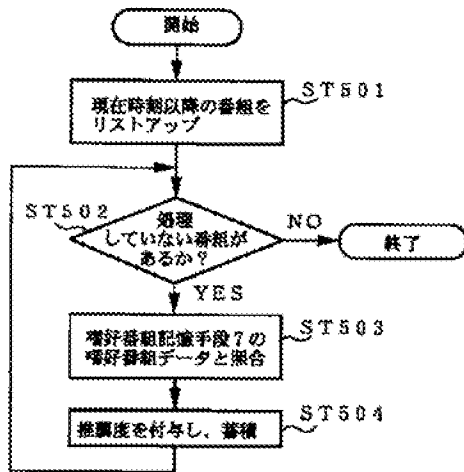 開始
ST501
現在時刻以降の番組を
リストアップ
ST502
処理
していない番組が
あるか？
NO
終了
YES
ST503
嗜好番組記憶手段7の
嗜好番組データと照合
ST504
推薦度を付与し、蓄積